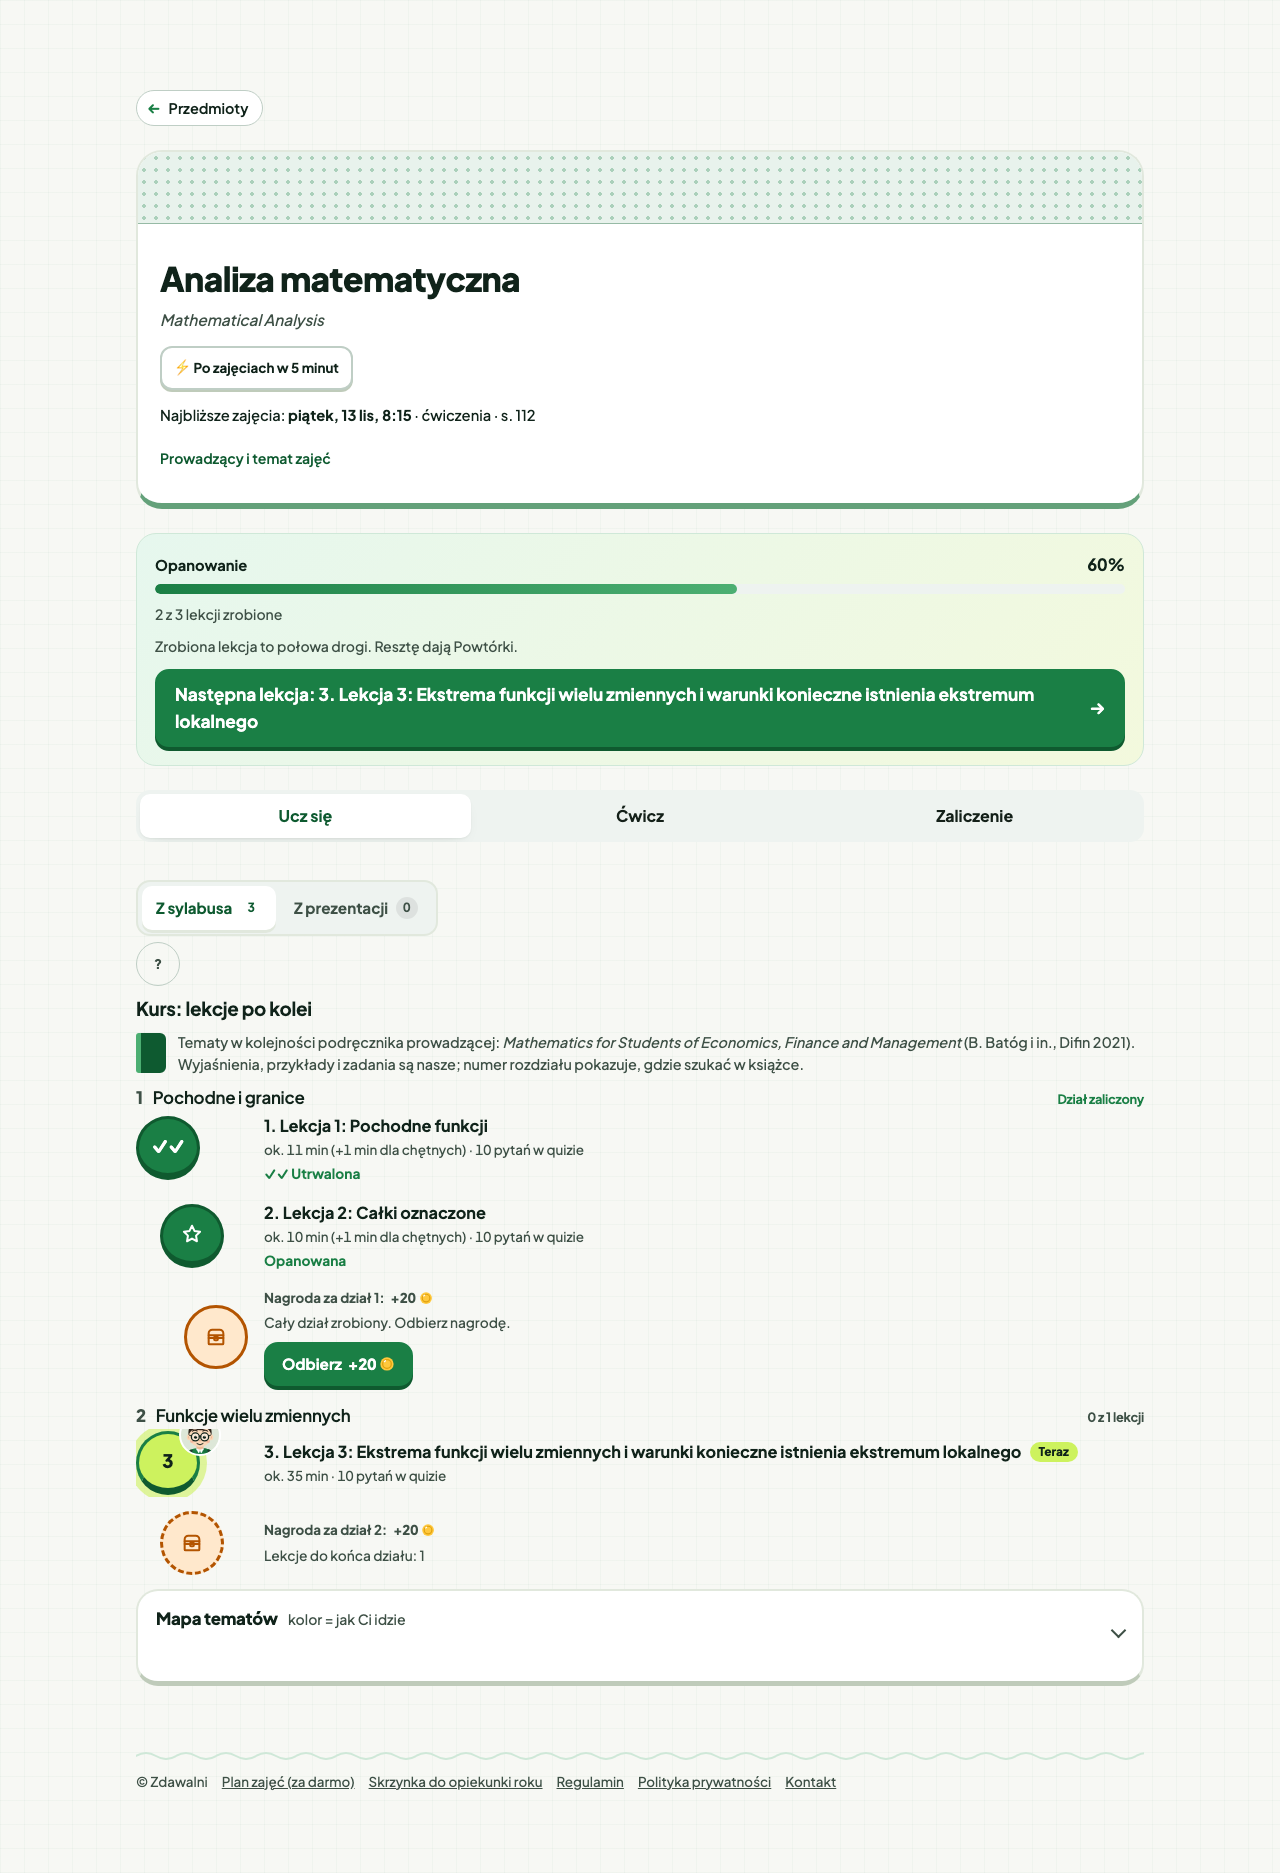 ← Przedmioty
Analiza matematyczna
Mathematical Analysis
⚡ Po zajęciach w 5 minut
Najbliższe zajęcia: piątek, 13 lis, 8:15 · ćwiczenia · s. 112
Prowadzący i temat zajęć
Opanowanie 60%
2 z 3 lekcji zrobione
Zrobiona lekcja to połowa drogi. Resztę dają Powtórki.
Następna lekcja: 3. Lekcja 3: Ekstrema funkcji wielu zmiennych i warunki konieczne istnienia ekstremum
lokalnego →
Ucz się Ćwicz Zaliczenie
Z sylabusa 3 Z prezentacji 0
?
Kurs: lekcje po kolei
Tematy w kolejności podręcznika prowadzącej: Mathematics for Students of Economics, Finance and Management (B. Batóg i in., Difin 2021).
Wyjaśnienia, przykłady i zadania są nasze; numer rozdziału pokazuje, gdzie szukać w książce.
1 Pochodne i granice Dział zaliczony
1. Lekcja 1: Pochodne funkcji
ok. 11 min (+1 min dla chętnych) · 10 pytań w quizie
✓✓ Utrwalona
2. Lekcja 2: Całki oznaczone
ok. 10 min (+1 min dla chętnych) · 10 pytań w quizie
Opanowana
Nagroda za dział 1: +20
Cały dział zrobiony. Odbierz nagrodę.
Odbierz +20
2 Funkcje wielu zmiennych 0 z 1 lekcji
3
3. Lekcja 3: Ekstrema funkcji wielu zmiennych i warunki konieczne istnienia ekstremum lokalnego Teraz
ok. 35 min · 10 pytań w quizie
Nagroda za dział 2: +20
Lekcje do końca działu: 1
Mapa tematów kolor = jak Ci idzie
© Zdawalni Plan zajęć (za darmo) Skrzynka do opiekunki roku Regulamin Polityka prywatności Kontakt